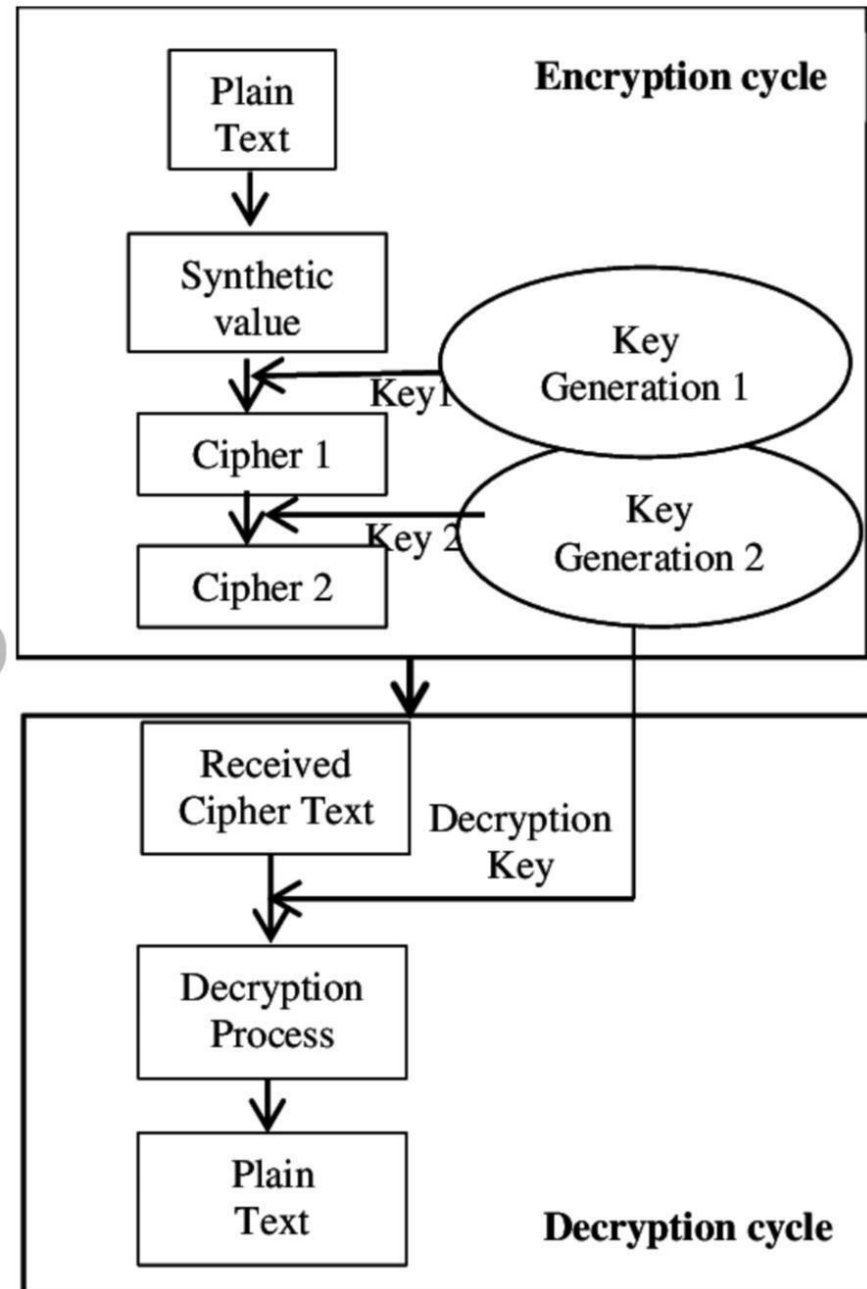 Encryption cycle
Plain
Text
Synthetic
value
Key
Generation 1
Key1
Cipher 1
Key
Generation 2
Key 2
Cipher 2
Received
Cipher Text
Decryption
Key
Decryption
Process
Plain
Text
Decryption cycle